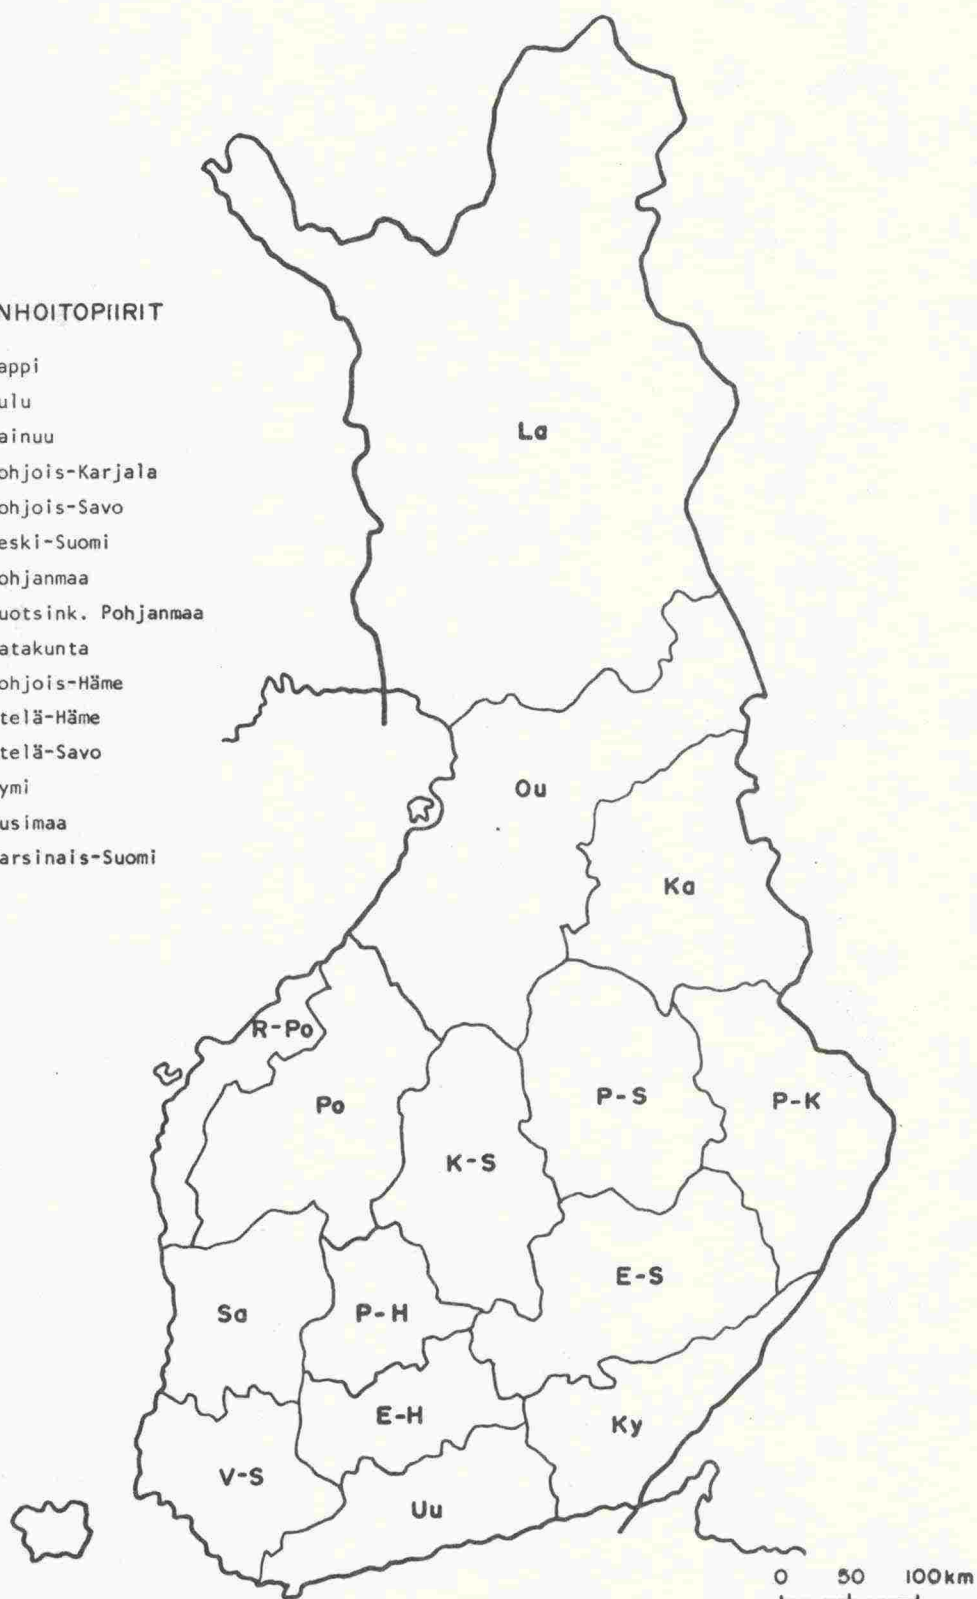 NHOITOPIIRIT
appi
ulu
ainuu
ohjois-Karjala
ohjois-Savo
eski-Suomi
ohjanmaa
uotsink. Pohjanmaa
atakunta
ohjois-Häme
telä-Häme
telä-Savo
ymi
usimaa
arsinais-Suomi
La
Ou
Ka
R-Po
Po
P-S
P-K
K-S
E-S
Sa
P-H
E-H
Ky
V-S
Uu
0 50 100km